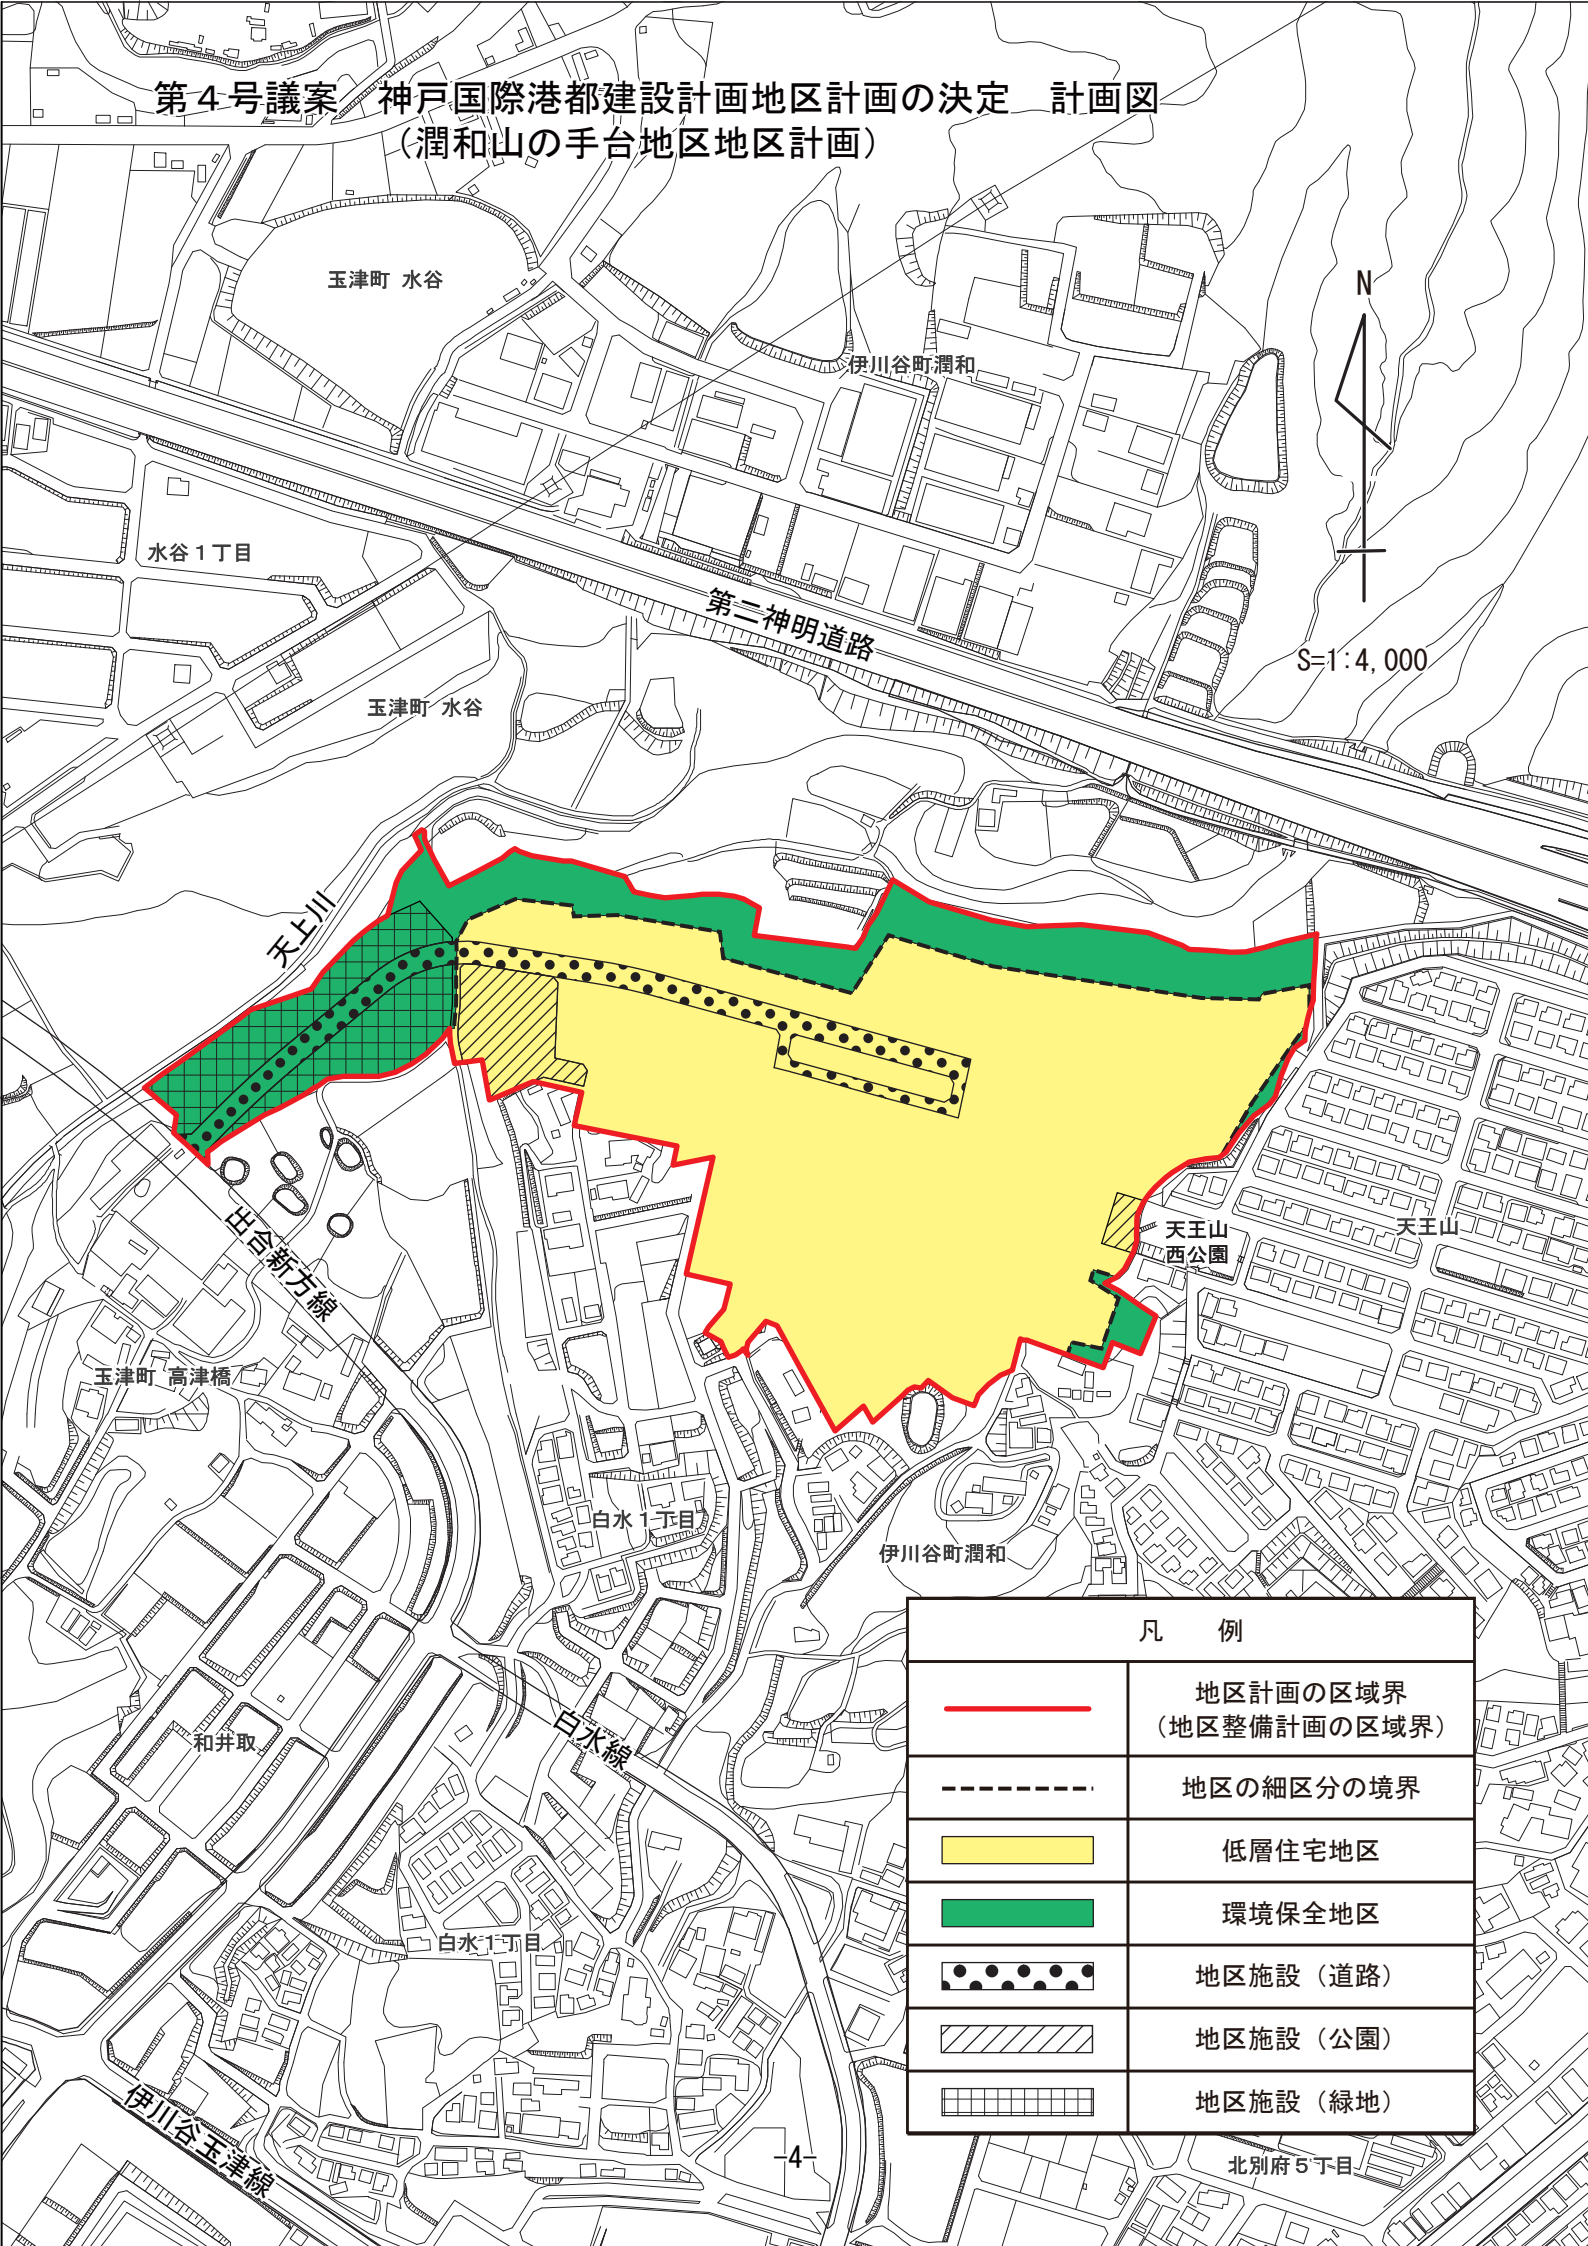 第４号議案　神戸国際港都建設計画地区計画の決定　計画図
（潤和山の手台地区地区計画）
玉津町 水谷
N
伊川谷町潤和
水谷１丁目
第二神明道路
S=1:4,000
玉津町 水谷
天上川
出合新方線
天王山
西公園
天王山
玉津町 高津橋
白水１丁目
伊川谷町潤和
凡　例
地区計画の区域界
（地区整備計画の区域界）
地区の細区分の境界
低層住宅地区
環境保全地区
地区施設（道路）
地区施設（公園）
地区施設（緑地）
和井取
白水線
白水１丁目
伊川谷玉津線
-4-
北別府５丁目